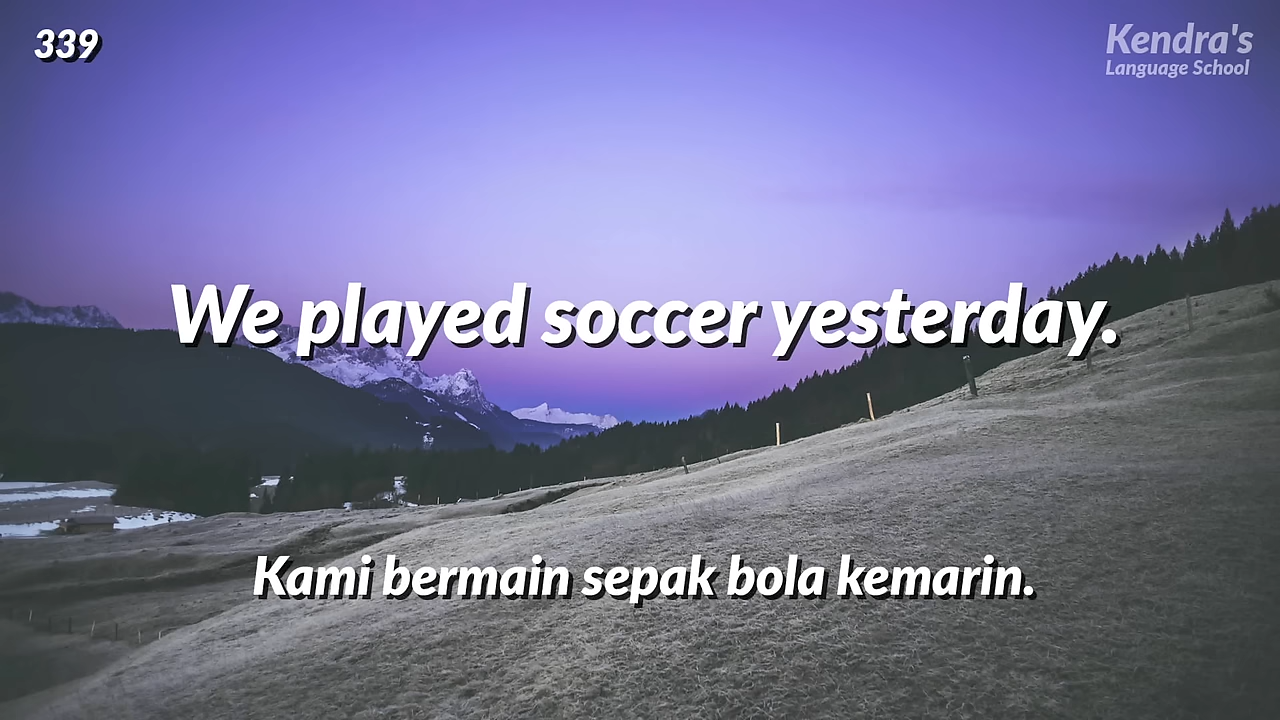 339
Kendra's
Language School
We played soccer yesterday.
Kami bermain sepak bola kemarin.